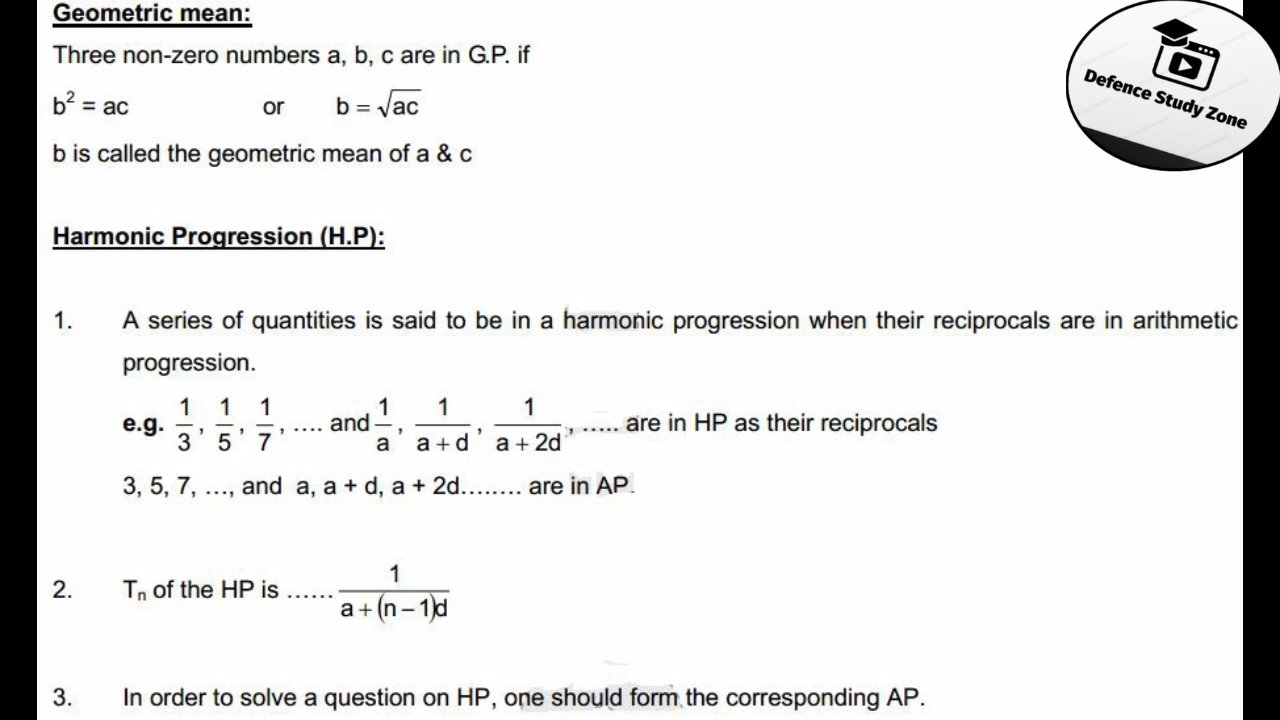 Geometric mean:
Three non-zero numbers a, b, c are in G.P. if
b² = ac or b = √ac
b is called the geometric mean of a & c
Defence Study Zone
Harmonic Progression (H.P):
1. A series of quantities is said to be in a harmonic progression when their reciprocals are in arithmetic
progression.
e.g. 1/3, 1/5, 1/7, .... and 1/a, 1/(a + d), 1/(a + 2d), ..... are in HP as their reciprocals
3, 5, 7, ..., and a, a + d, a + 2d........ are in AP.
2. Tₙ of the HP is ...... 1/(a + (n – 1)d)
3. In order to solve a question on HP, one should form the corresponding AP.